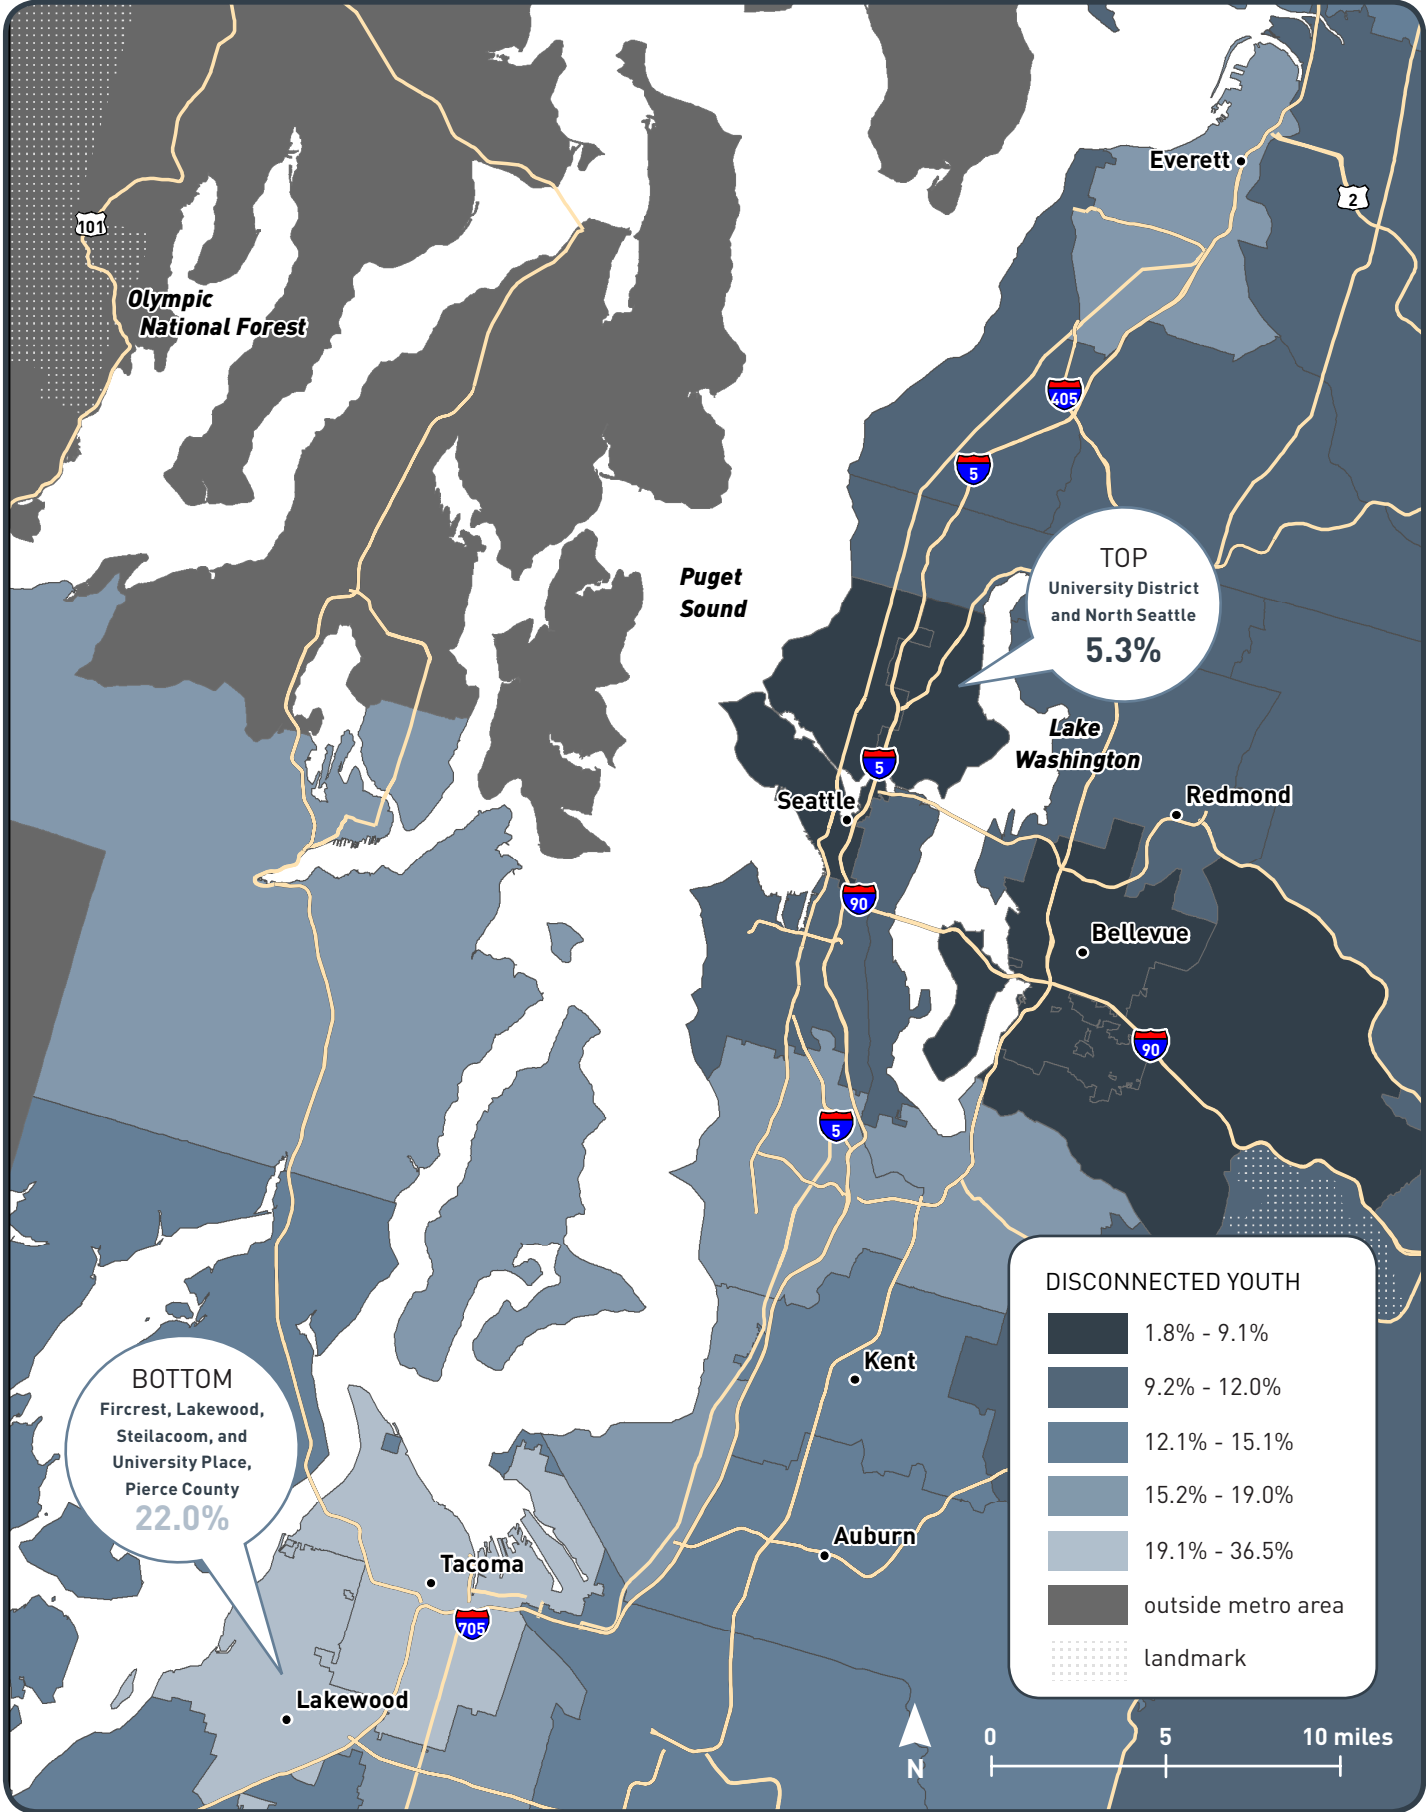 Everett
2
101
Olympic
National Forest
405
5
TOP
University District
and North Seattle
5.3%
Puget
Sound
Lake
Washington
5
Seattle
Redmond
90
Bellevue
90
5
DISCONNECTED YOUTH
1.8% - 9.1%
9.2% - 12.0%
12.1% - 15.1%
15.2% - 19.0%
19.1% - 36.5%
outside metro area
landmark
Kent
BOTTOM
Fircrest, Lakewood,
Steilacoom, and
University Place,
Pierce County
22.0%
Auburn
Tacoma
705
Lakewood
N
0 5 10 miles